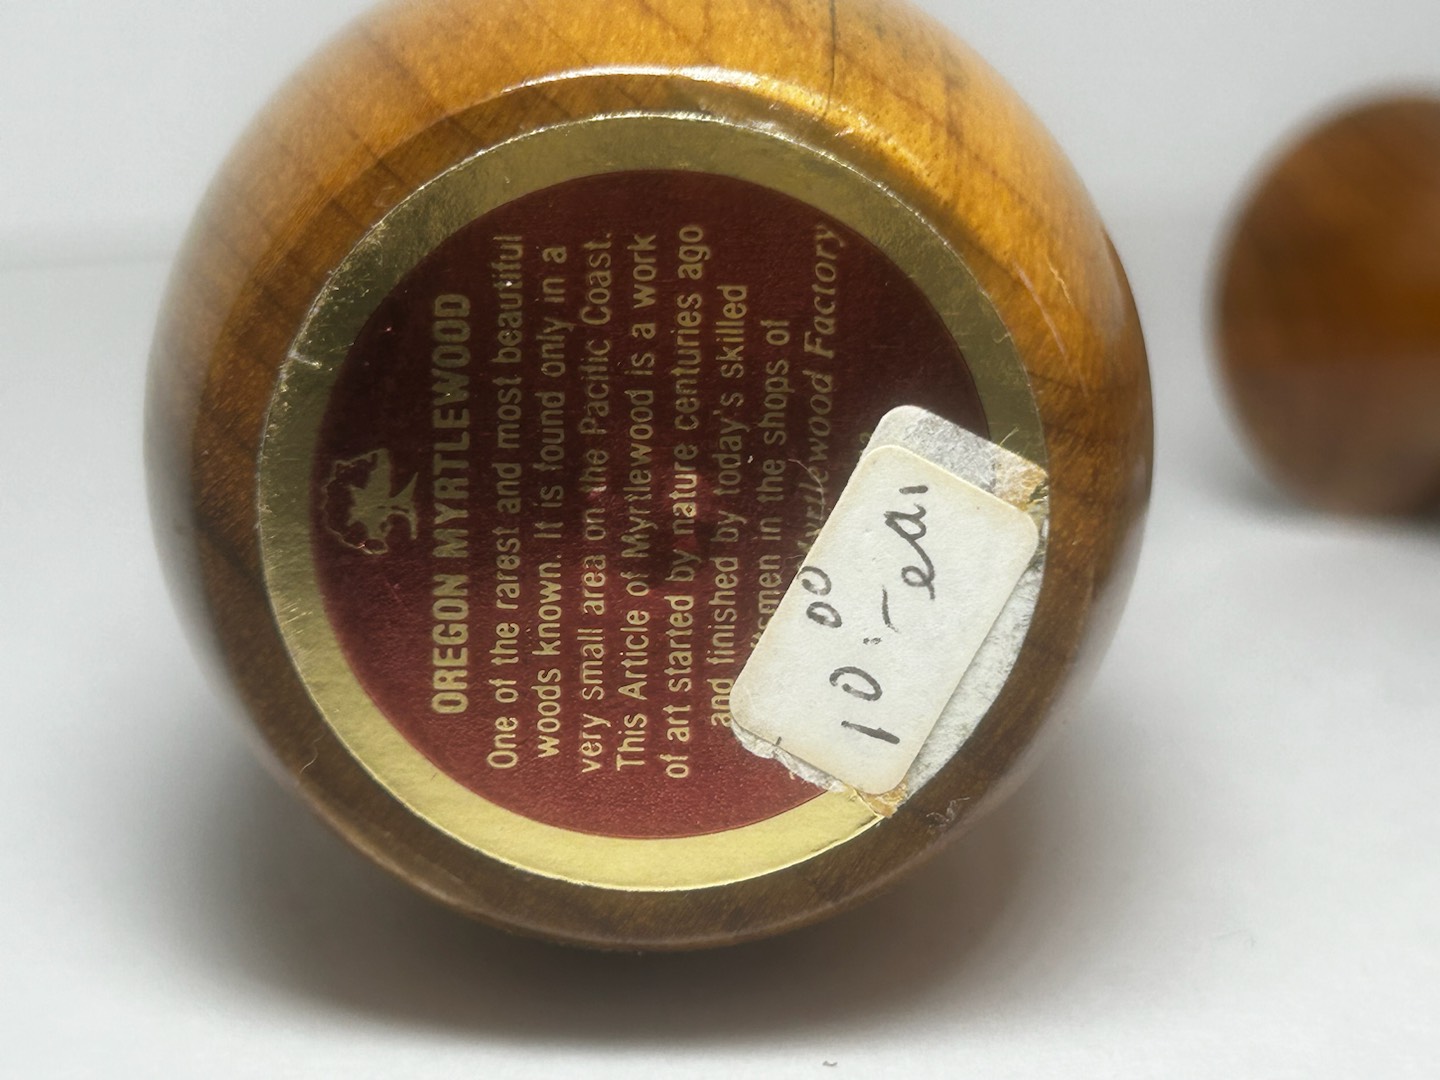 OREGON MYRTLEWOOD
One of the rarest and most beautiful
woods known. It is found only in a
very small area on the Pacific Coast.
This Article of Myrtlewood is a work
of art started by nature centuries ago
and finished by today's skilled
in the shops of
Factory
10.00 ea.